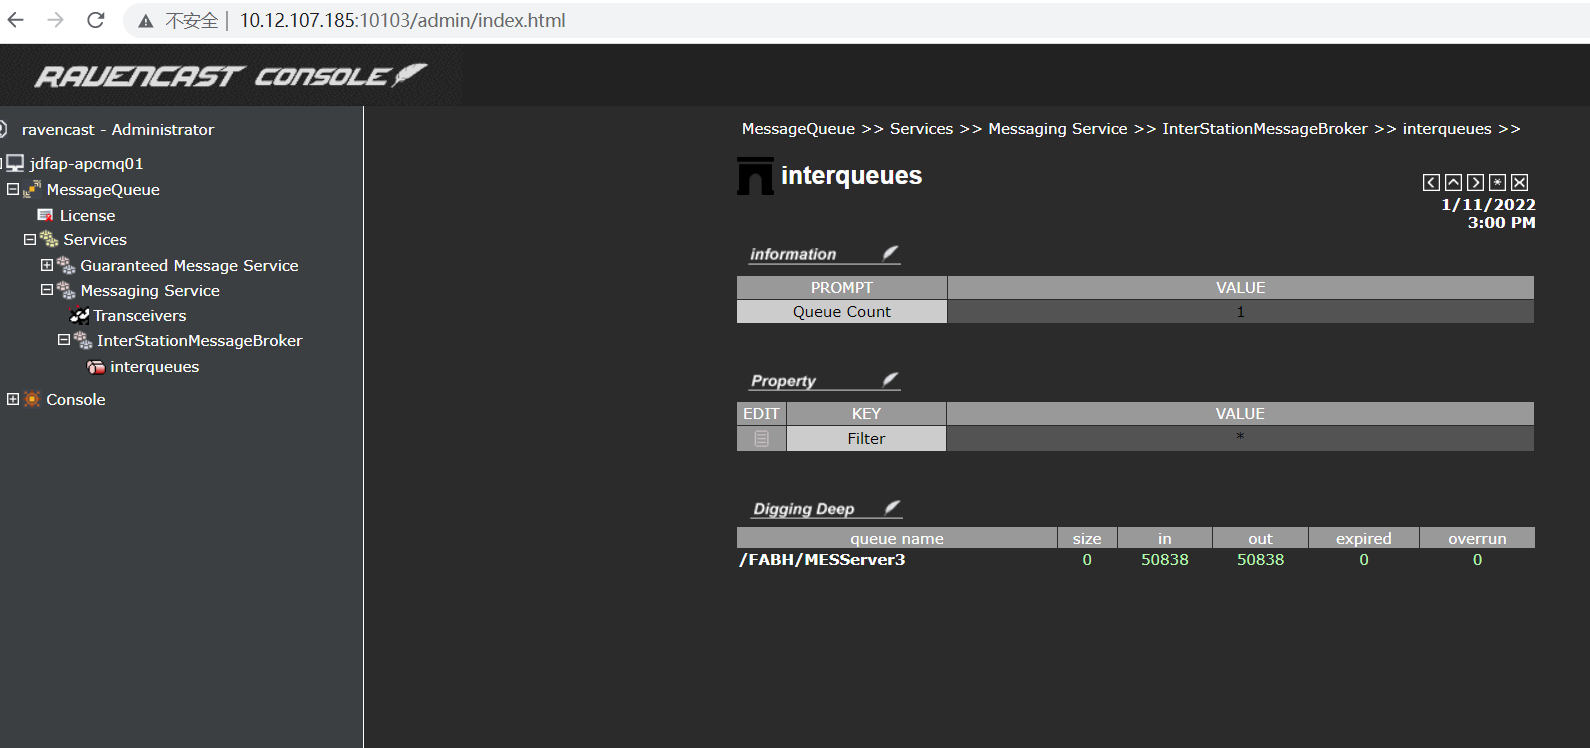 不安全 | 10.12.107.185:10103/admin/index.html
RAVENCAST CONSOLE
ravencast - Administrator
jdfap-apcmq01
MessageQueue
License
Services
Guaranteed Message Service
Messaging Service
Transceivers
InterStationMessageBroker
interqueues
Console
MessageQueue >> Services >> Messaging Service >> InterStationMessageBroker >> interqueues >>
interqueues
1/11/2022
3:00 PM
information
PROMPT VALUE
Queue Count 1
Property
EDIT KEY VALUE
Filter *
Digging Deep
queue name size in out expired overrun
/FABH/MESServer3 0 50838 50838 0 0